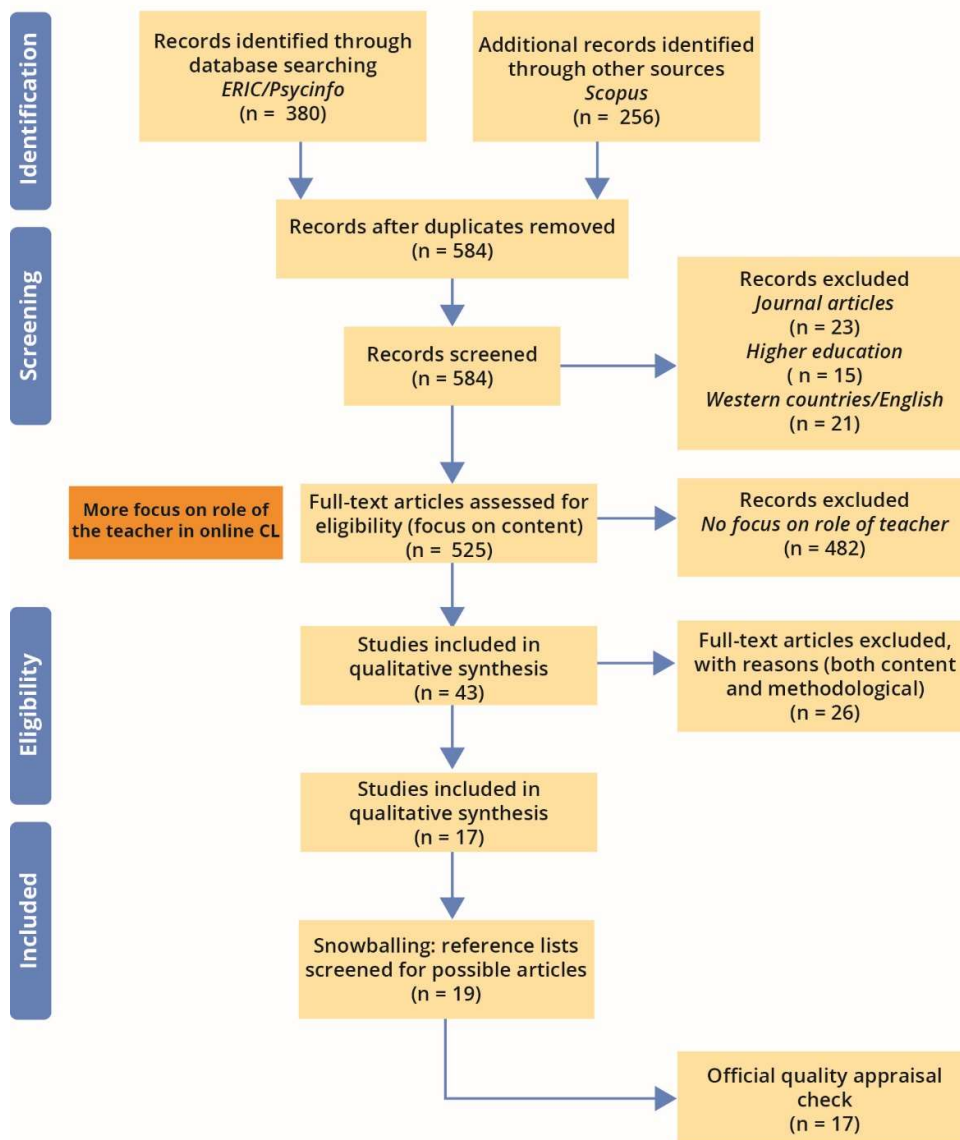 Identification
Records identified through
database searching
ERIC/Psycinfo
(n = 380)
Additional records identified
through other sources
Scopus
(n = 256)
Records after duplicates removed
(n = 584)
Screening
Records screened
(n = 584)
Records excluded
Journal articles
(n = 23)
Higher education
( n = 15)
Western countries/English
(n = 21)
More focus on role of
the teacher in online CL
Full-text articles assessed for
eligibility (focus on content)
(n = 525)
Records excluded
No focus on role of teacher
(n = 482)
Eligibility
Studies included in
qualitative synthesis
(n = 43)
Full-text articles excluded,
with reasons (both content
and methodological)
(n = 26)
Studies included in
qualitative synthesis
(n = 17)
Included
Snowballing: reference lists
screened for possible articles
(n = 19)
Official quality appraisal
check
(n = 17)